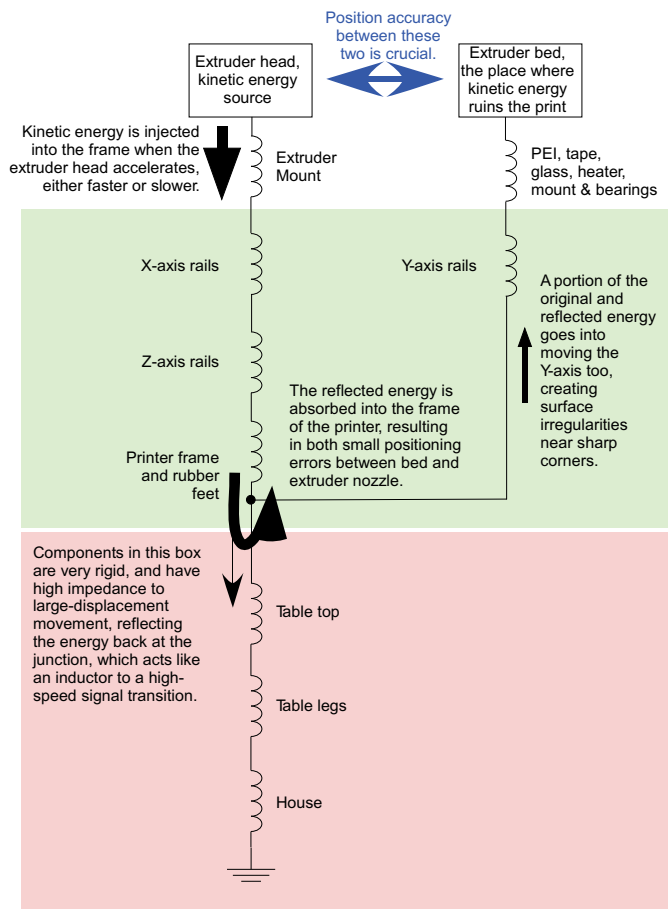 Position accuracy
between these
two is crucial.
Extruder head,
kinetic energy
source
Extruder bed,
the place where
kinetic energy
ruins the print
Kinetic energy is injected
into the frame when the
extruder head accelerates,
either faster or slower.
Extruder
Mount
PEI, tape,
glass, heater,
mount & bearings
X-axis rails
Y-axis rails
A portion of the
original and
reflected energy
goes into
moving the
Y-axis too,
creating
surface
irregularities
near sharp
corners.
Z-axis rails
The reflected energy is
absorbed into the frame
of the printer, resulting
in both small positioning
errors between bed and
extruder nozzle.
Printer frame
and rubber
feet
Components in this box
are very rigid, and have
high impedance to
large-displacement
movement, reflecting
the energy back at the
junction, which acts like
an inductor to a high-
speed signal transition.
Table top
Table legs
House